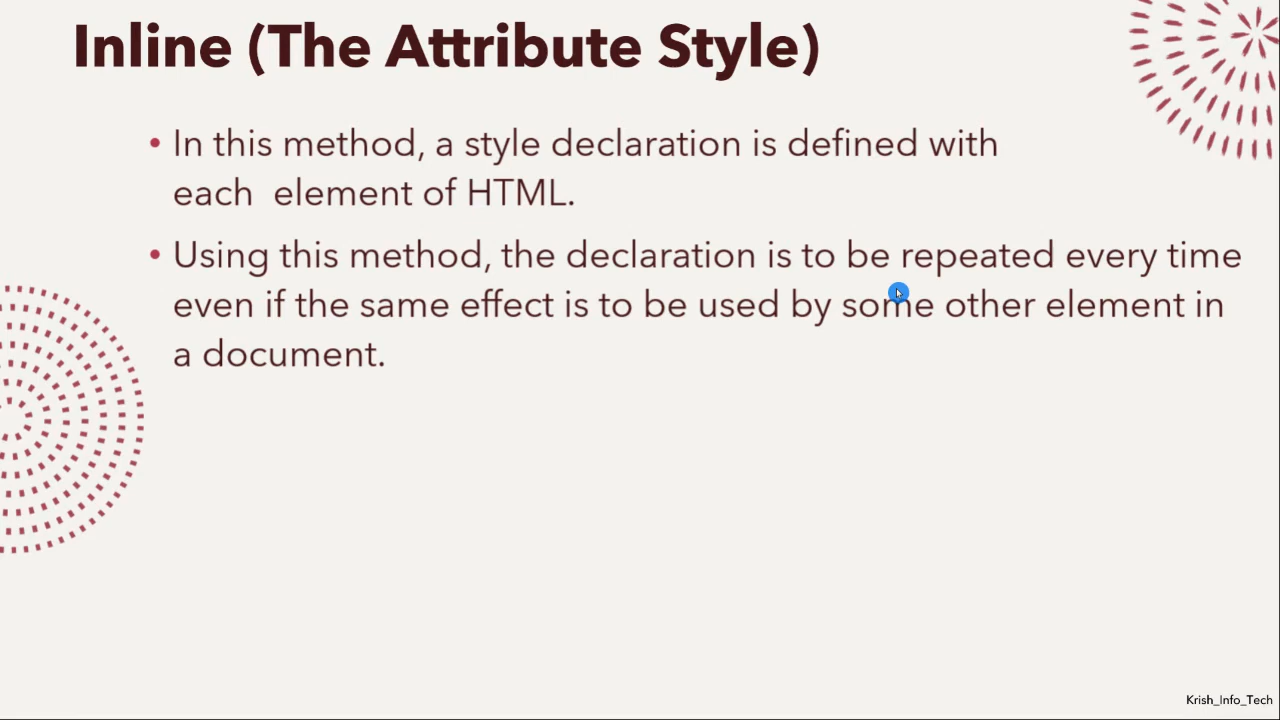 Inline (The Attribute Style)
• In this method, a style declaration is defined with
each  element of HTML.
• Using this method, the declaration is to be repeated every time
even if the same effect is to be used by some other element in
a document.
Krish_Info_Tech